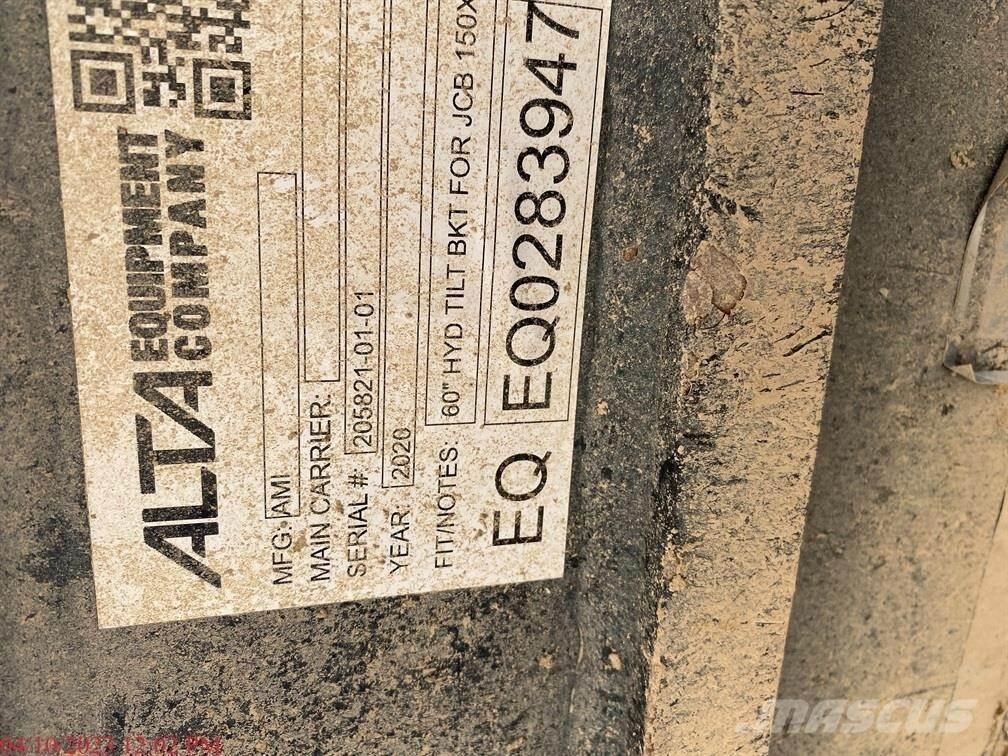 ALTA EQUIPMENT
COMPANY
MFG: AMI
MAIN CARRIER:
SERIAL #: 205821-01-01
YEAR: 2020
FIT/NOTES: 60" HYD TILT BKT FOR JCB 150X
EQ EQ0283947
MASCUS